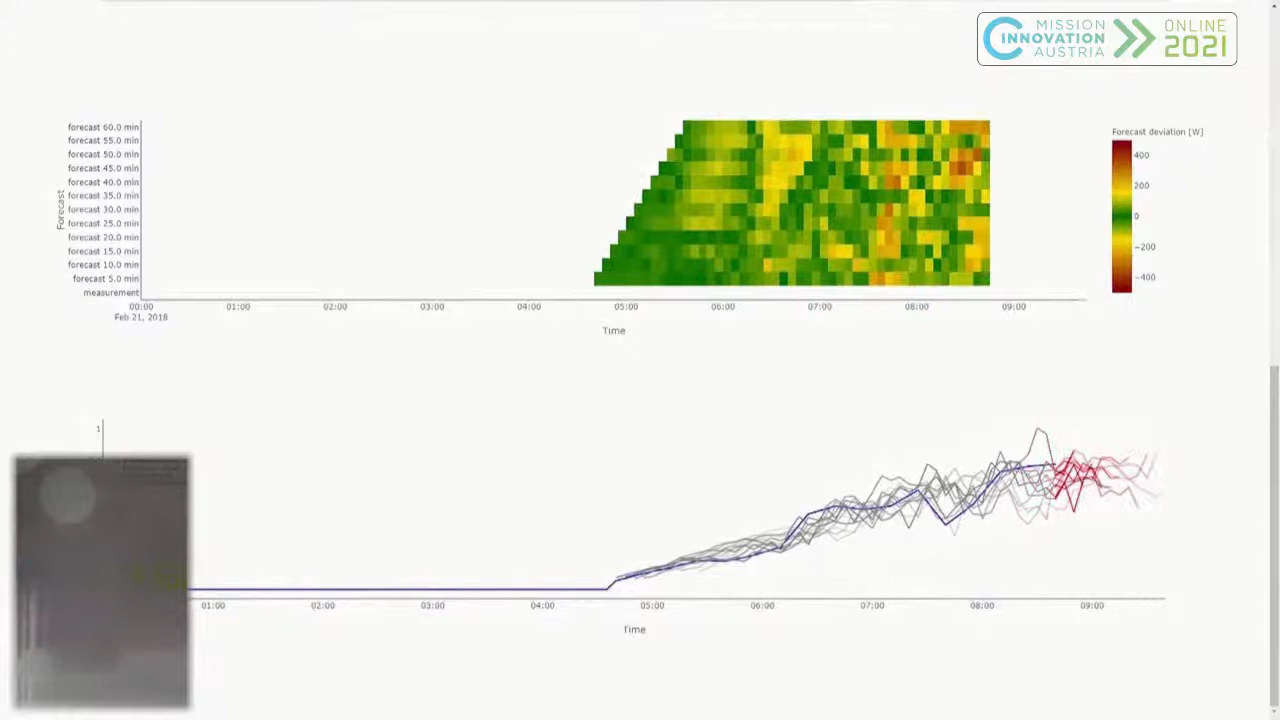 MISSION
INNOVATION
AUSTRIA
ONLINE
2021
forecast 60.0 min
forecast 55.0 min
forecast 50.0 min
forecast 45.0 min
forecast 40.0 min
forecast 35.0 min
forecast 30.0 min
forecast 25.0 min
forecast 20.0 min
forecast 15.0 min
forecast 10.0 min
forecast 5.0 min
measurement
Forecast
00:00 01:00 02:00 03:00 04:00 05:00 06:00 07:00 08:00 09:00
Feb 21, 2018
Time
Forecast deviation [W]
400
200
0
−200
−400
1
01:00 02:00 03:00 04:00 05:00 06:00 07:00 08:00 09:00
Time